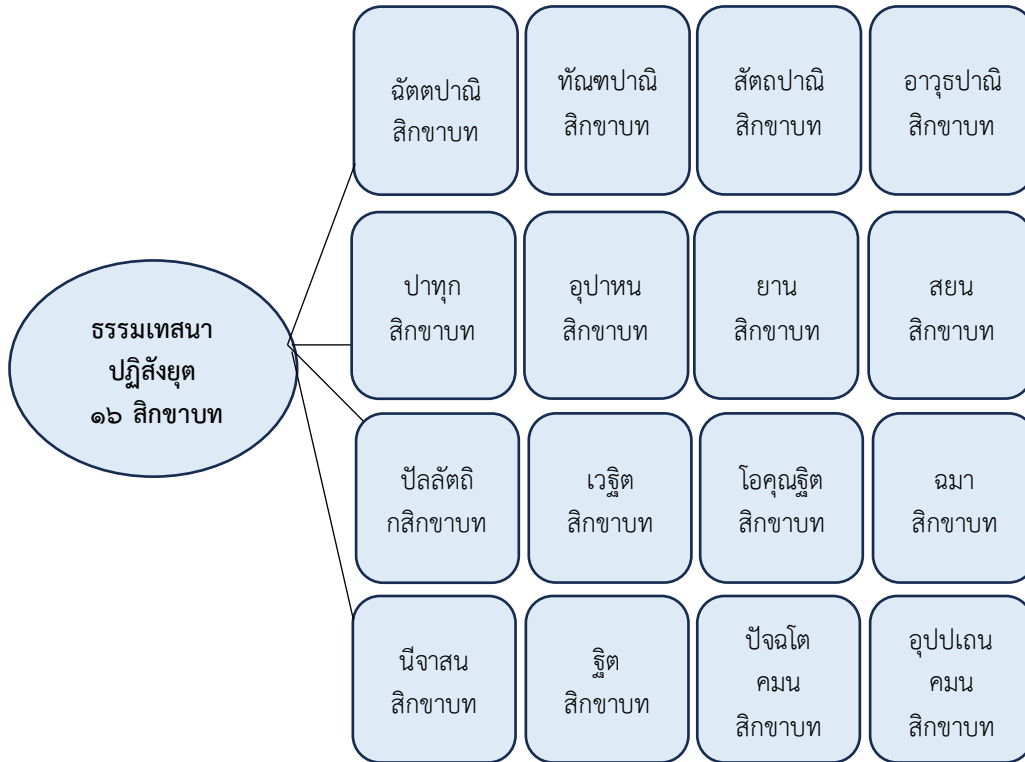 ธรรมเทสนา
ปฏิสังยุต
๑๖ สิกขาบท
ฉัตตปาณิ
สิกขาบท
ทัณฑปาณิ
สิกขาบท
สัตถปาณิ
สิกขาบท
อาวุธปาณิ
สิกขาบท
ปาทุก
สิกขาบท
อุปาหน
สิกขาบท
ยาน
สิกขาบท
สยน
สิกขาบท
ปัลลัตถิ
กสิกขาบท
เวฐิต
สิกขาบท
โอคุณฐิต
สิกขาบท
ฉมา
สิกขาบท
นีจาสน
สิกขาบท
ฐิต
สิกขาบท
ปัจฉโต
คมน
สิกขาบท
อุปปเถน
คมน
สิกขาบท